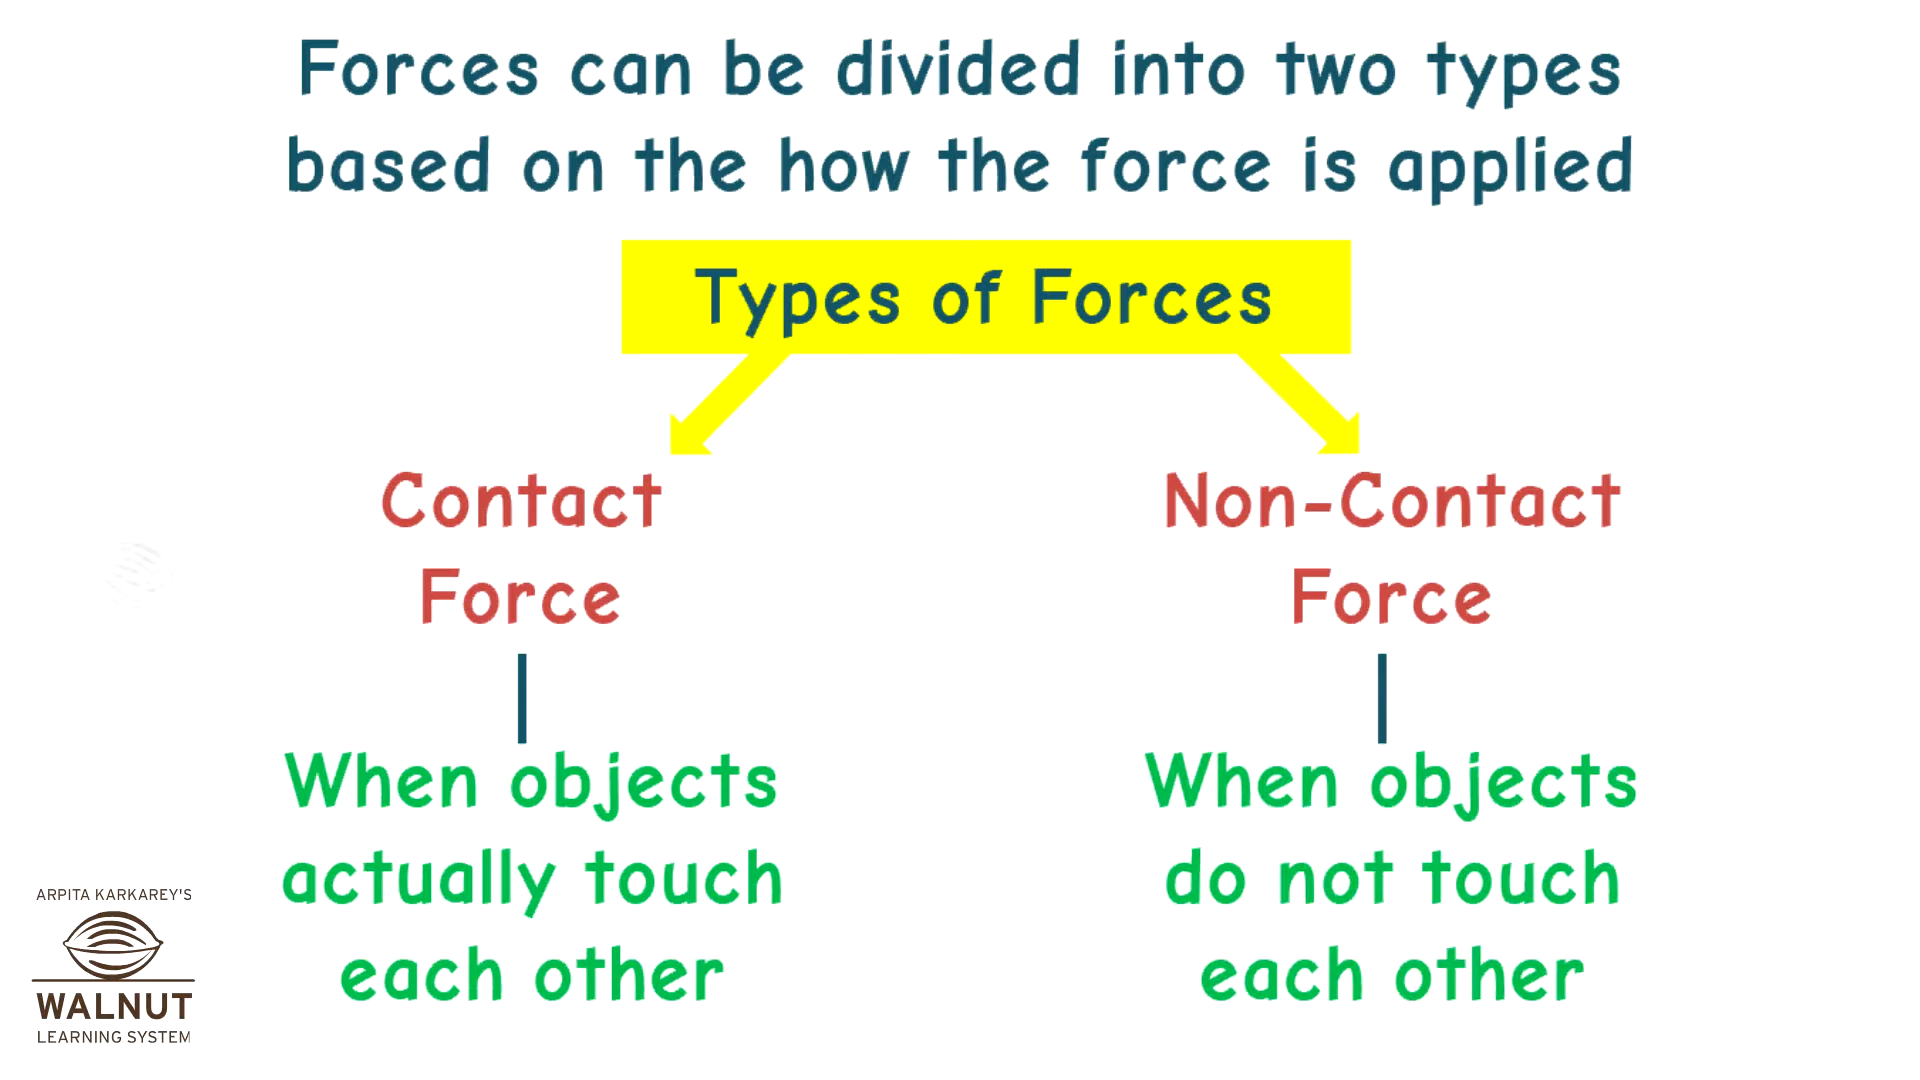 Forces can be divided into two types
based on the how the force is applied
Types of Forces
Contact
Force
When objects
actually touch
each other
Non-Contact
Force
When objects
do not touch
each other
ARPITA KARKAREY'S
WALNUT
LEARNING SYSTEM